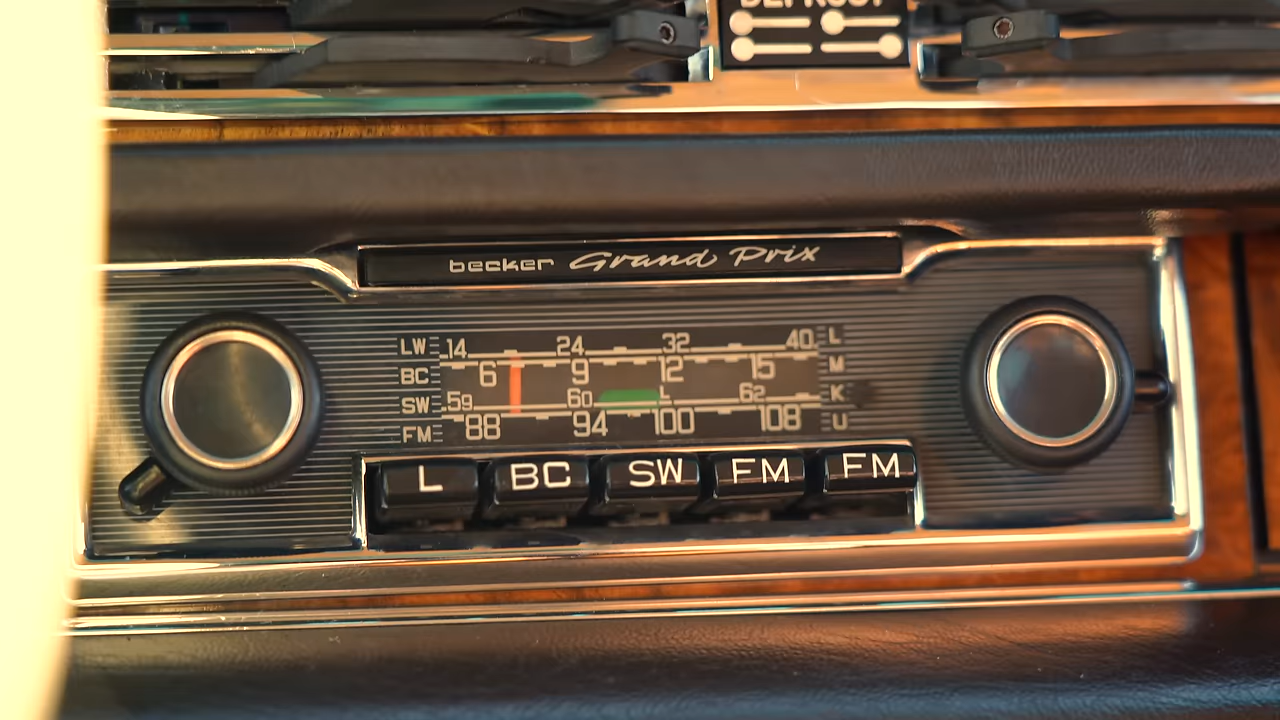 DEFROST
becker Grand Prix
LW 14 24 32 40 L
BC 6 9 12 15 M
SW 59 60 L 62 K
FM 88 94 100 108 U
L BC SW FM FM